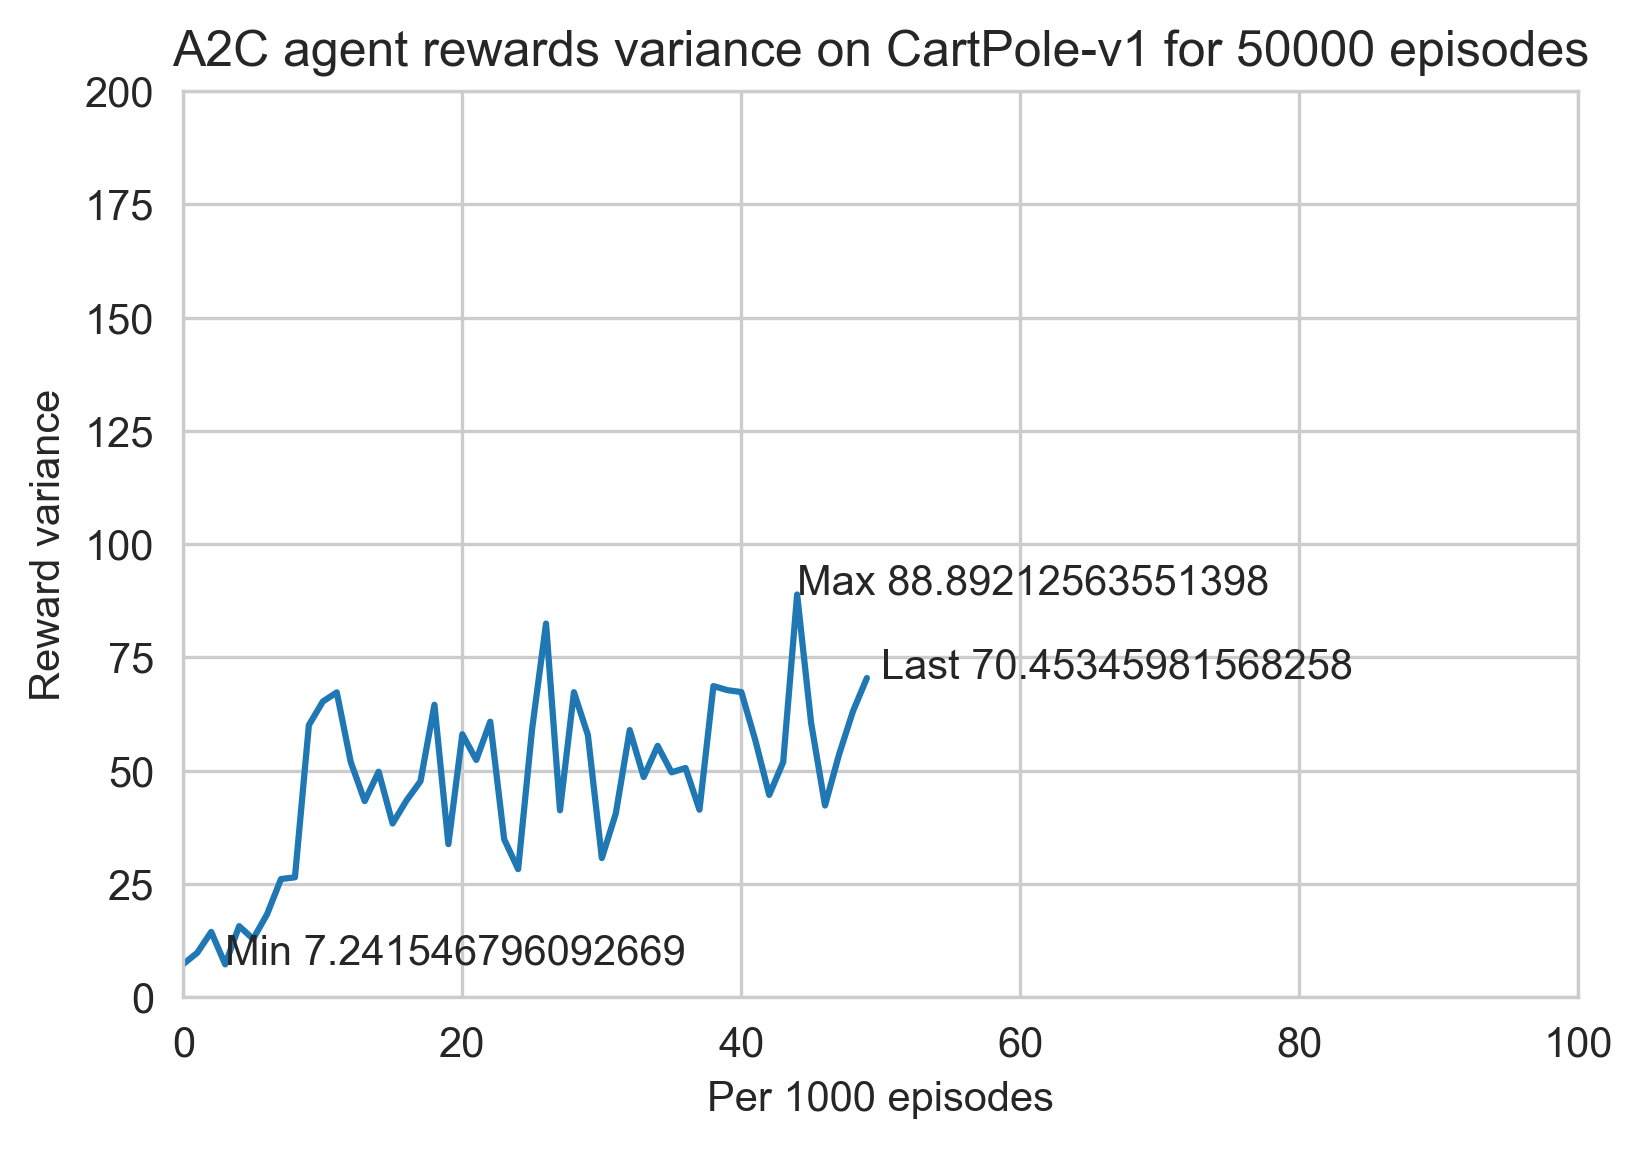 A2C agent rewards variance on CartPole-v1 for 50000 episodes
200
175
150
125
100
75
50
25
0
Reward variance
Max 88.89212563551398
Last 70.45345981568258
Min 7.2415467960926​69
0
20
40
60
80
100
Per 1000 episodes